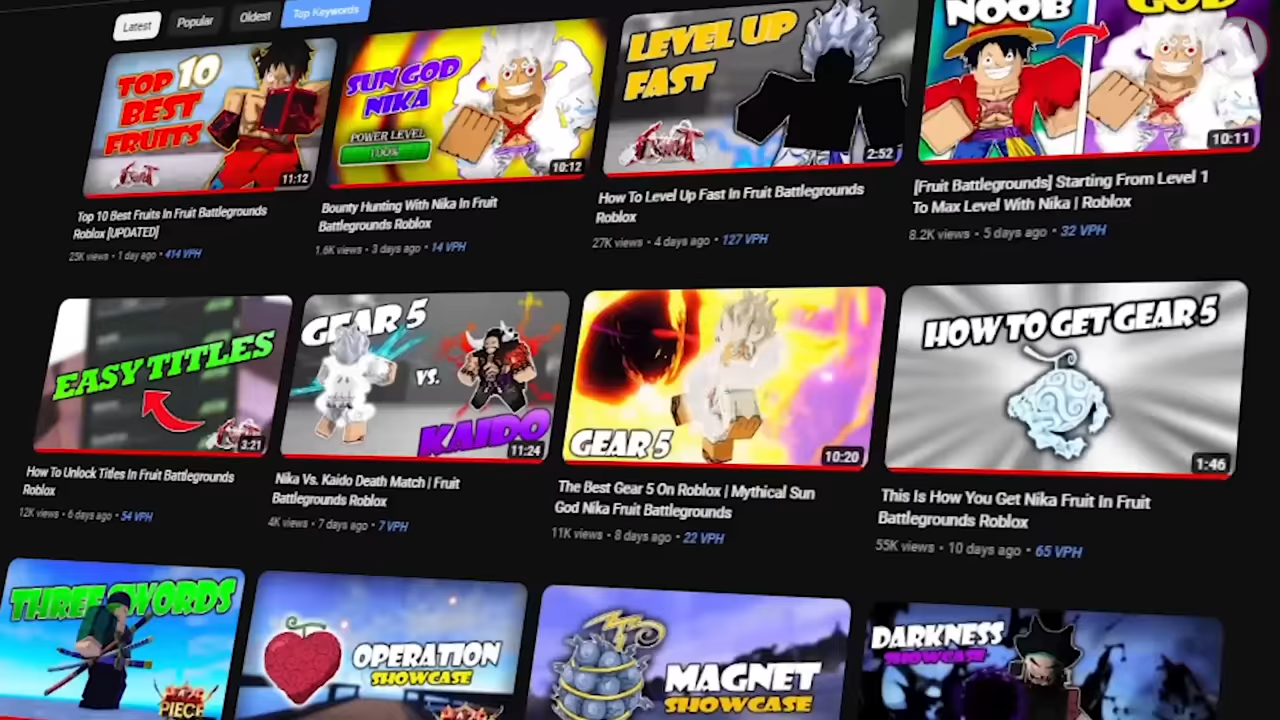 Latest
Popular
Oldest
Top Keywords
TOP 10
BEST
FRUITS
FRUIT
11:12
SUN GOD
NIKA
POWER LEVEL
100%
10:12
LEVEL UP
FAST
FRUIT
2:52
NOOB
GOD
10:11
Top 10 Best Fruits In Fruit Battlegrounds
Roblox [UPDATED]
25K views • 1 day ago • 414 VPH
Bounty Hunting With Nika In Fruit
Battlegrounds Roblox
1.6K views • 3 days ago • 14 VPH
How To Level Up Fast In Fruit Battlegrounds
Roblox
27K views • 4 days ago • 127 VPH
[Fruit Battlegrounds] Starting From Level 1
To Max Level With Nika | Roblox
8.2K views • 5 days ago • 32 VPH
EASY TITLES
3:21
GEAR 5
VS.
KAIDO
11:24
GEAR 5
10:20
HOW TO GET GEAR 5
1:46
How To Unlock Titles In Fruit Battlegrounds
Roblox
12K views • 6 days ago • 54 VPH
Nika Vs. Kaido Death Match | Fruit
Battlegrounds Roblox
4K views • 7 days ago • 7 VPH
The Best Gear 5 On Roblox | Mythical Sun
God Nika Fruit Battlegrounds
11K views • 8 days ago • 22 VPH
This Is How You Get Nika Fruit In Fruit
Battlegrounds Roblox
55K views • 10 days ago • 65 VPH
THREE SWORDS
PIECE
OPERATION
SHOWCASE
MAGNET
SHOWCASE
DARKNESS
SHOWCASE